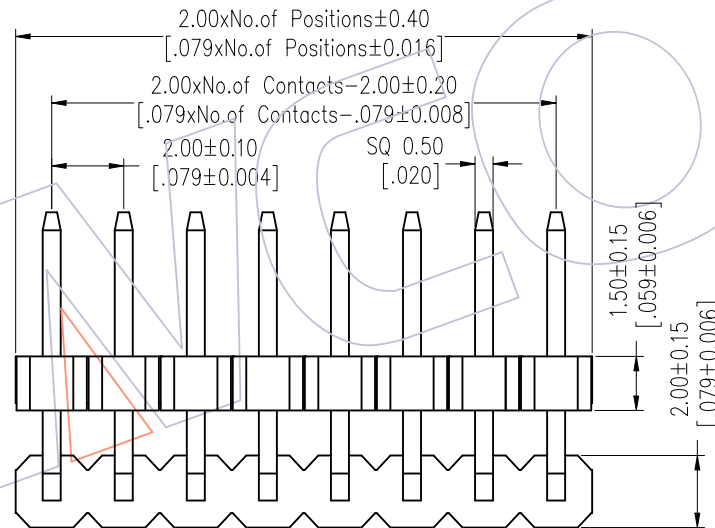 2.00xNo.of Positions±0.40
[.079xNo.of Positions±0.016]
2.00xNo.of Contacts-2.00±0.20
[.079xNo.of Contacts-.079±0.008]
2.00±0.10
[.079±0.004]
SQ 0.50
[.020]
1.50±0.15
[.059±0.006]
2.00±0.15
[.079±0.006]